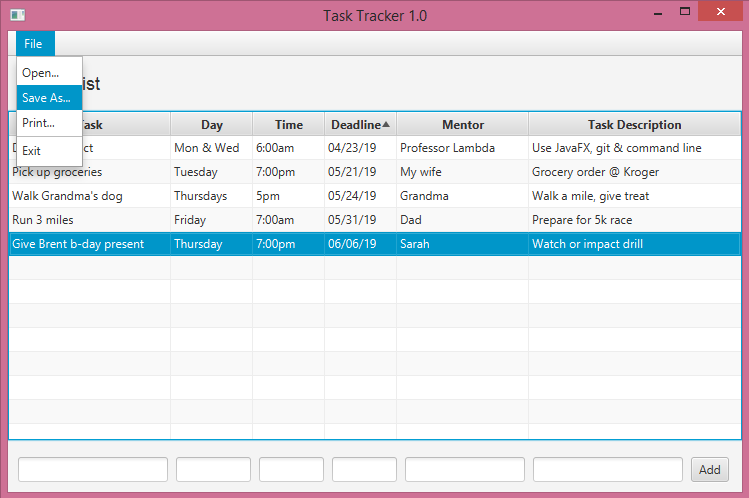 Task Tracker 1.0
File
Open...
Save As...
Print...
Exit
Day Time Deadline Mentor Task Description
Mon & Wed 6:00am 04/23/19 Professor Lambda Use JavaFX, git & command line
Pick up groceries Tuesday 7:00pm 05/21/19 My wife Grocery order @ Kroger
Walk Grandma's dog Thursdays 5pm 05/24/19 Grandma Walk a mile, give treat
Run 3 miles Friday 7:00am 05/31/19 Dad Prepare for 5k race
Give Brent b-day present Thursday 7:00pm 06/06/19 Sarah Watch or impact drill
Add